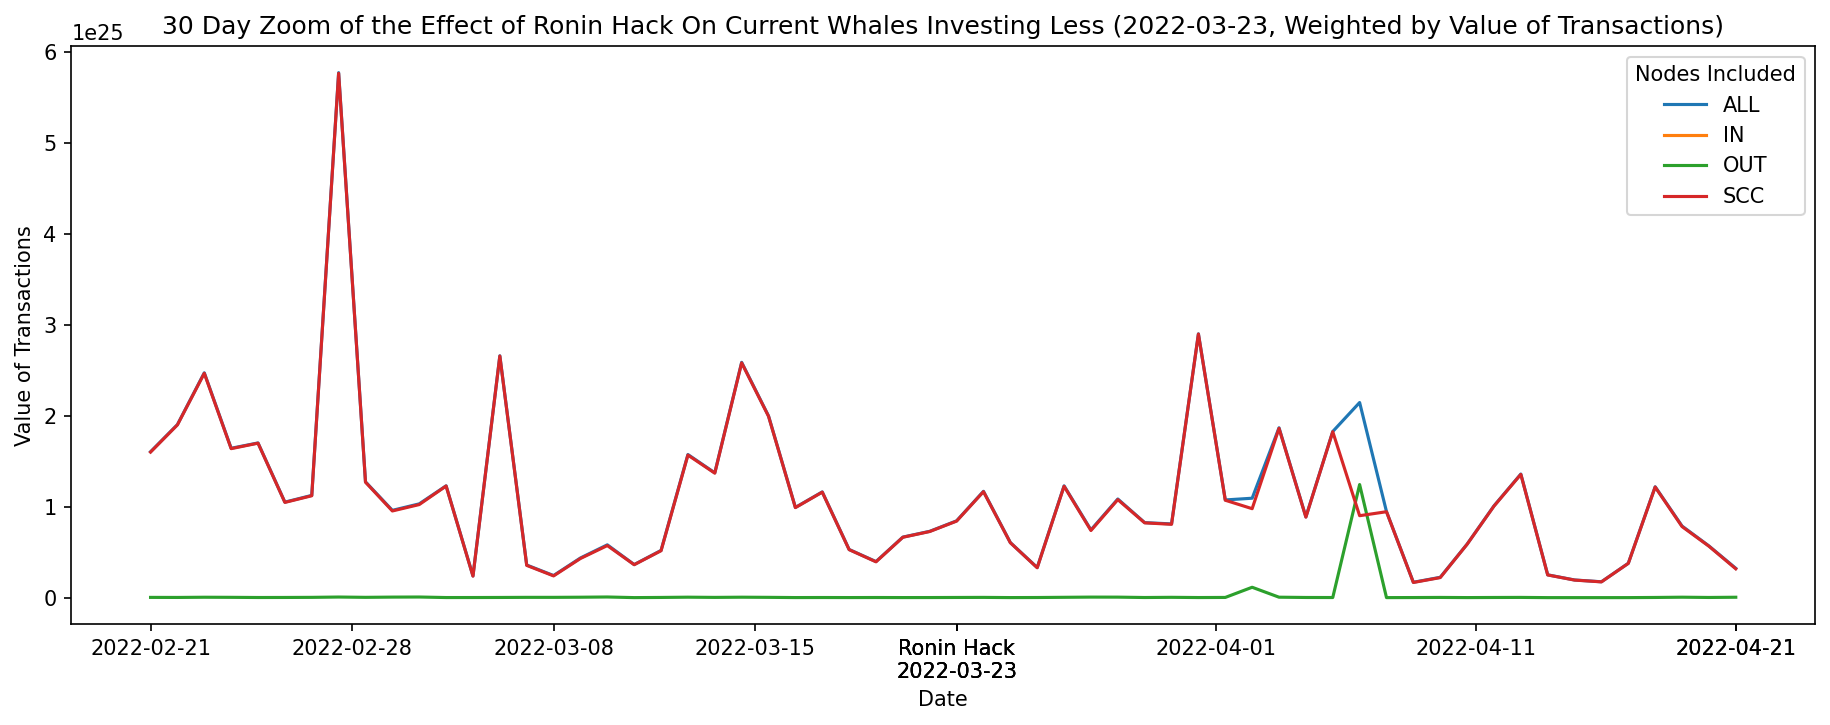 30 Day Zoom of the Effect of Ronin Hack On Current Whales Investing Less (2022-03-23, Weighted by Value of Transactions)
1e25
6
5
4
3
2
1
0
Value of Transactions
Nodes Included
ALL
IN
OUT
SCC
2022-02-21
2022-02-28
2022-03-08
2022-03-15
Ronin Hack
2022-03-23
2022-04-01
2022-04-11
2022-04-21
Date